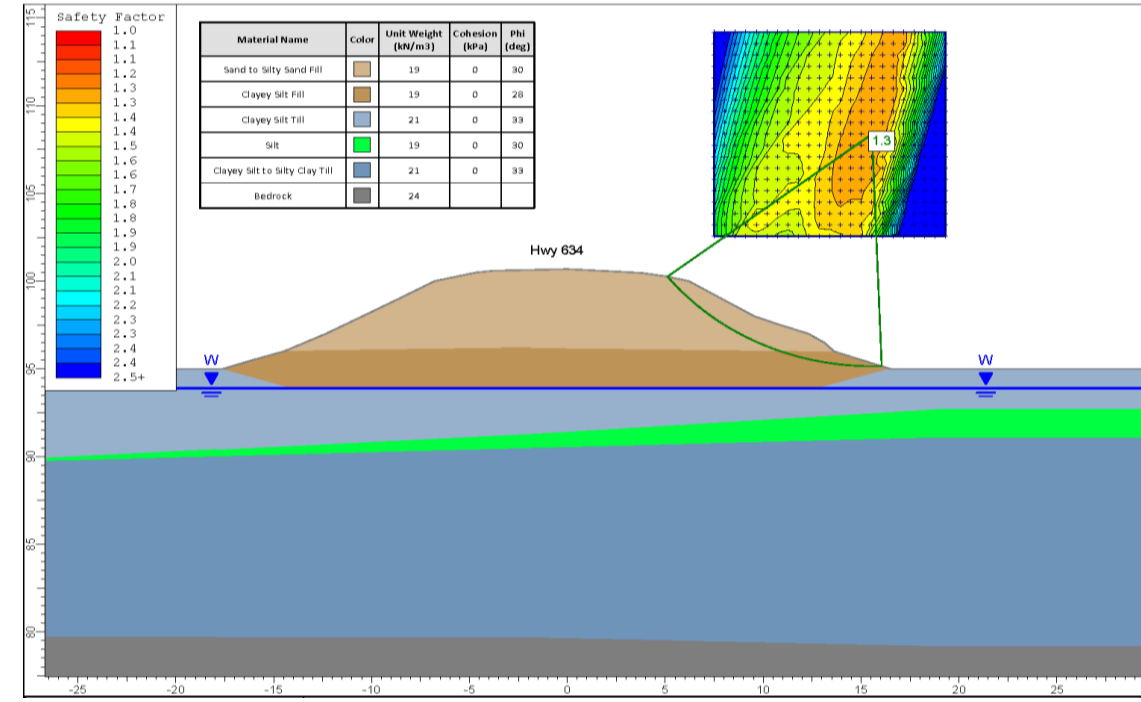 Safety Factor
1.0
1.1
1.1
1.2
1.3
1.3
1.4
1.4
1.5
1.6
1.6
1.7
1.8
1.8
1.9
1.9
2.0
2.1
2.1
2.2
2.3
2.3
2.4
2.4
2.5+
Material Name Color Unit Weight (kN/m3) Cohesion (kPa) Phi (deg)
Sand to Silty Sand Fill 19 0 30
Clayey Silt Fill 19 0 28
Clayey Silt Till 21 0 33
Silt 19 0 30
Clayey Silt to Silty Clay Till 21 0 33
Bedrock 24
1.3
Hwy 634
W
W
115
110
105
100
95
90
85
80
-25 -20 -15 -10 -5 0 5 10 15 20 25